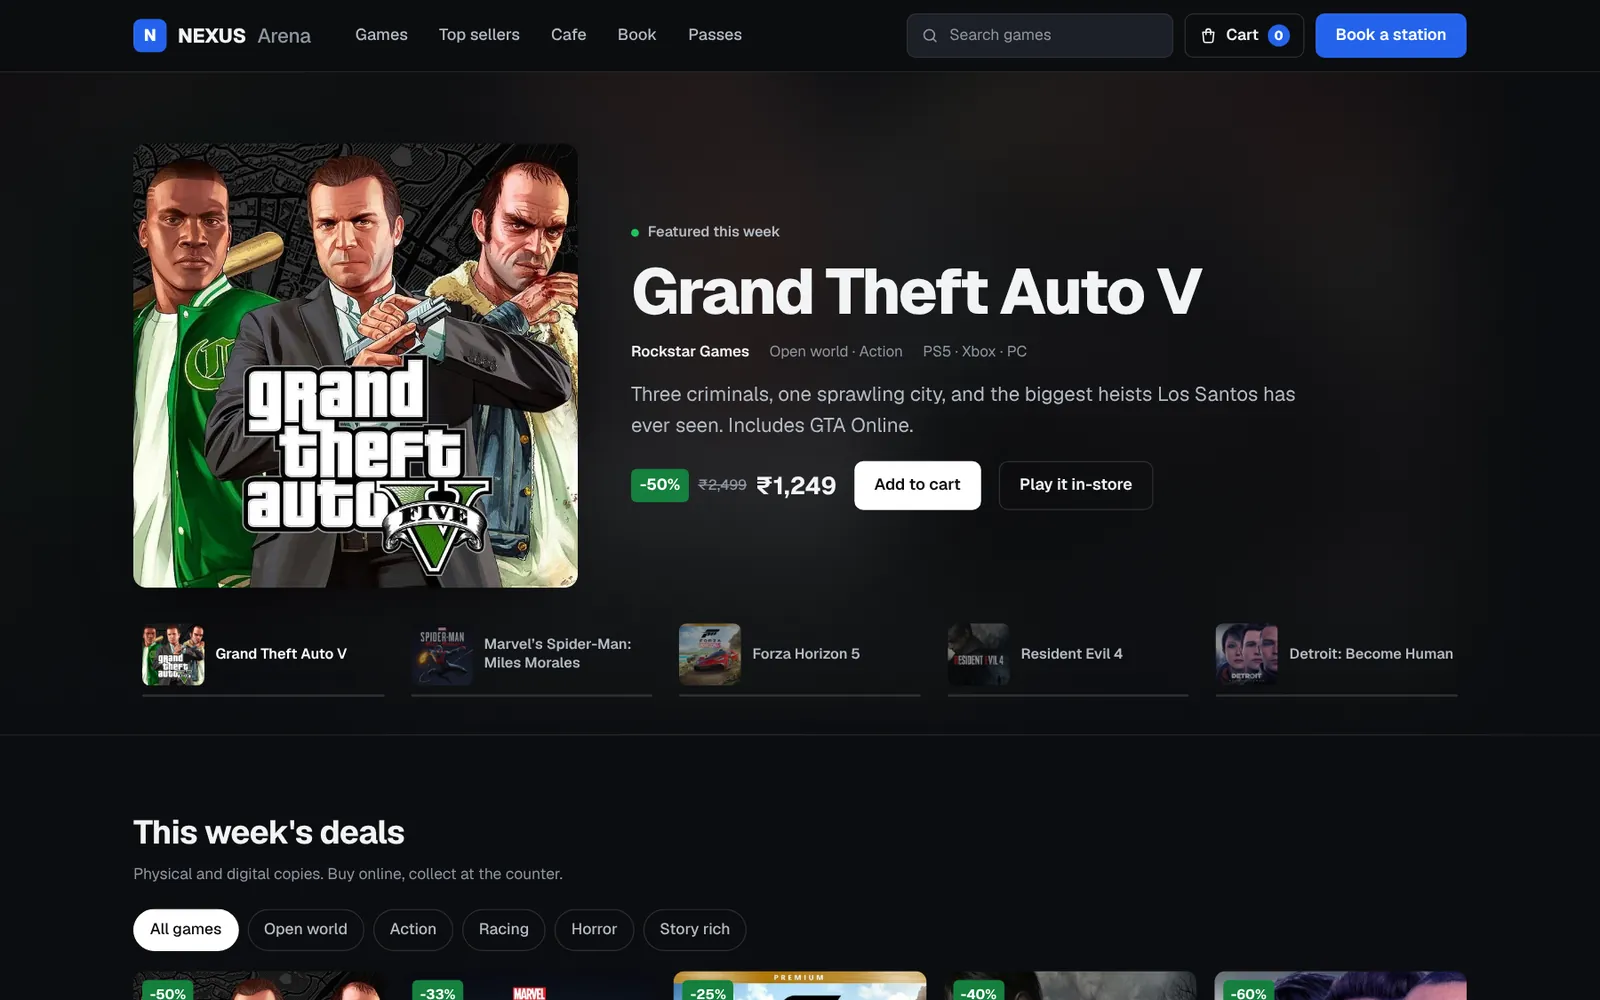 N NEXUS Arena Games Top sellers Cafe Book Passes Search games Cart 0 Book a station
Featured this week
Grand Theft Auto V
Rockstar Games Open world · Action PS5 · Xbox · PC
Three criminals, one sprawling city, and the biggest heists Los Santos has
ever seen. Includes GTA Online.
-50% ₹2,499 ₹1,249 Add to cart Play it in-store
grand
theft
auto V
FIVE
Grand Theft Auto V
SPIDER-MAN
Marvel's Spider-Man:
Miles Morales
FORZA
Forza Horizon 5
RESIDENT EVIL 4
Resident Evil 4
DETROIT
Detroit: Become Human
This week's deals
Physical and digital copies. Buy online, collect at the counter.
All games Open world Action Racing Horror Story rich
-50% -33% MARVEL -25% PREMIUM -40% -60%